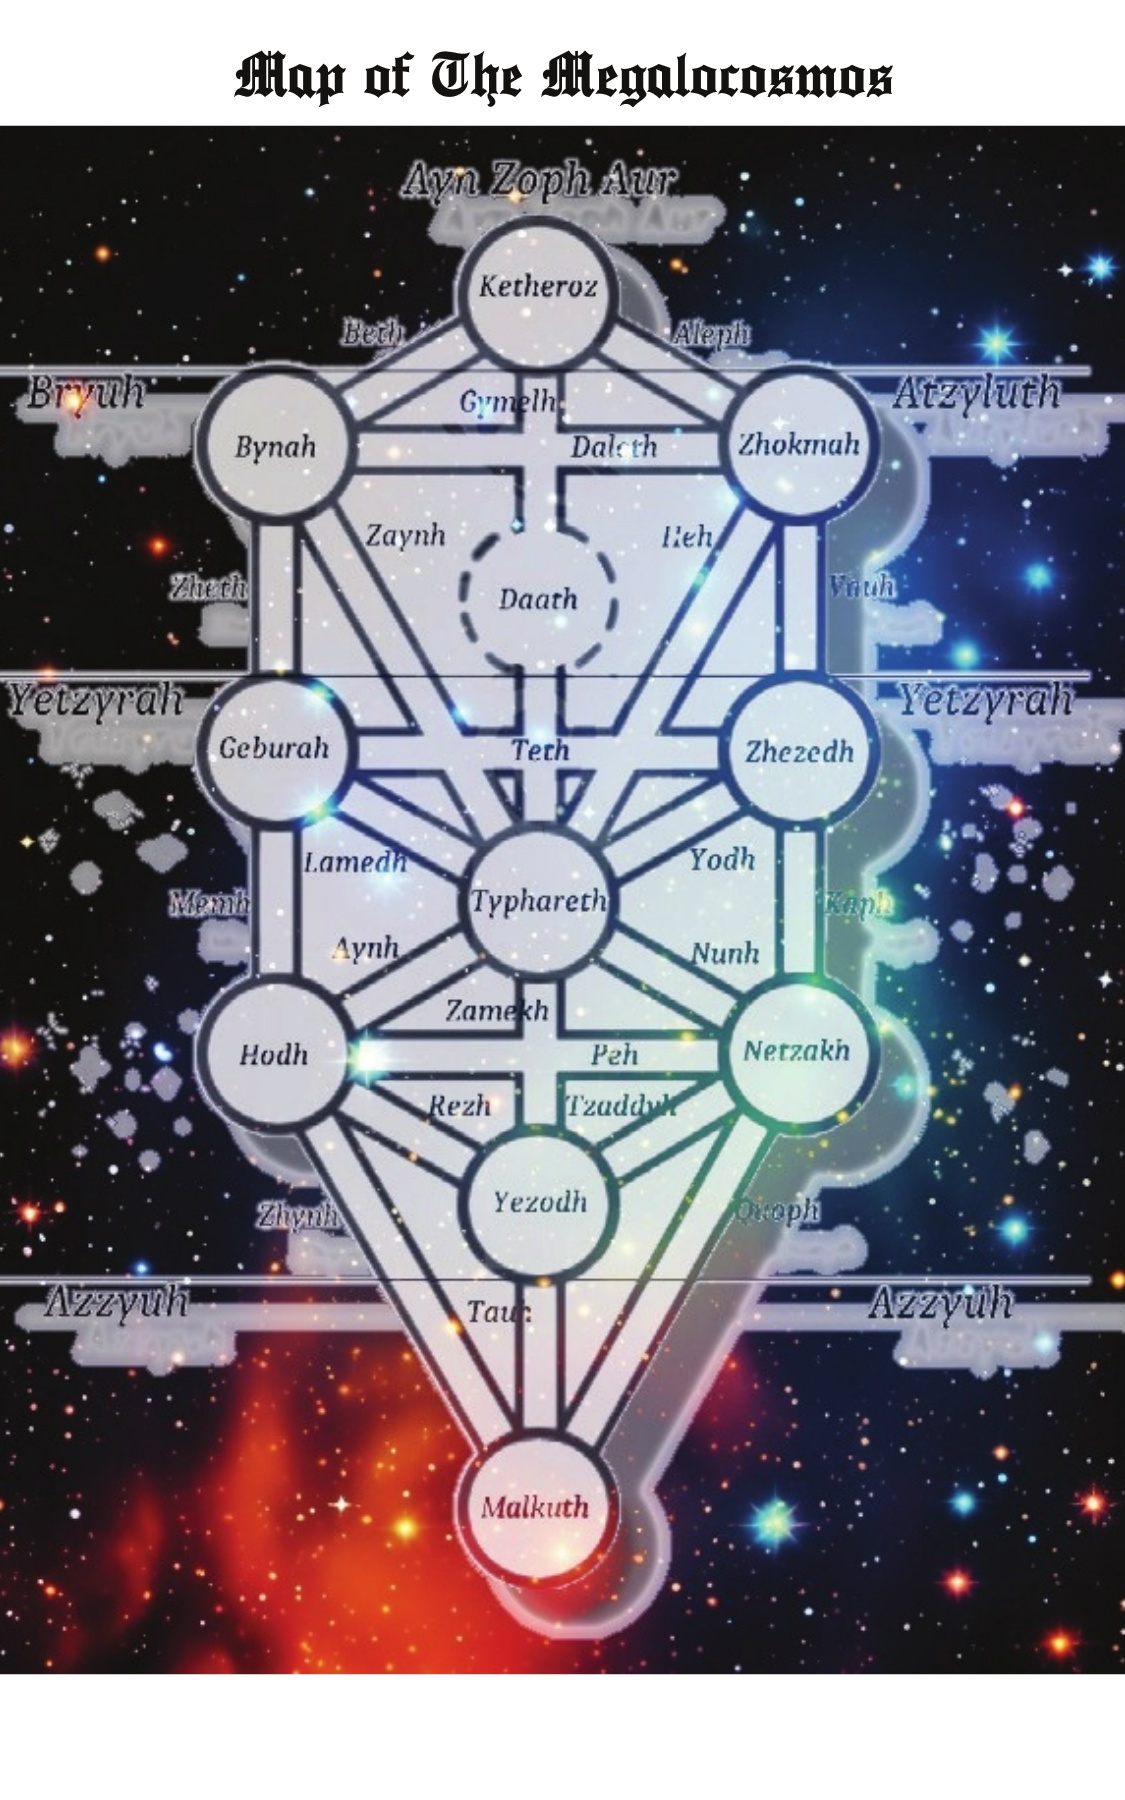 Map of The Megalocosmos
Ayn Zoph Aur
Ketheroz
Beth
Aleph
Bryuh
Gymelh
Atzyluth
Bynah
Daleth
Zhokmah
Zaynh
Heh
Zheth
Daath
Vauh
Yetzyrah
Yetzyrah
Geburah
Teth
Zhezedh
Lamedh
Yodh
Memh
Typhareth
Kaph
Aynh
Nunh
Zamekh
Hodh
Peh
Netzakh
Rezh
Tzaddyk
Yezodh
Zhynh
Quoph
Azzyuh
Tauh
Azzyuh
Malkuth